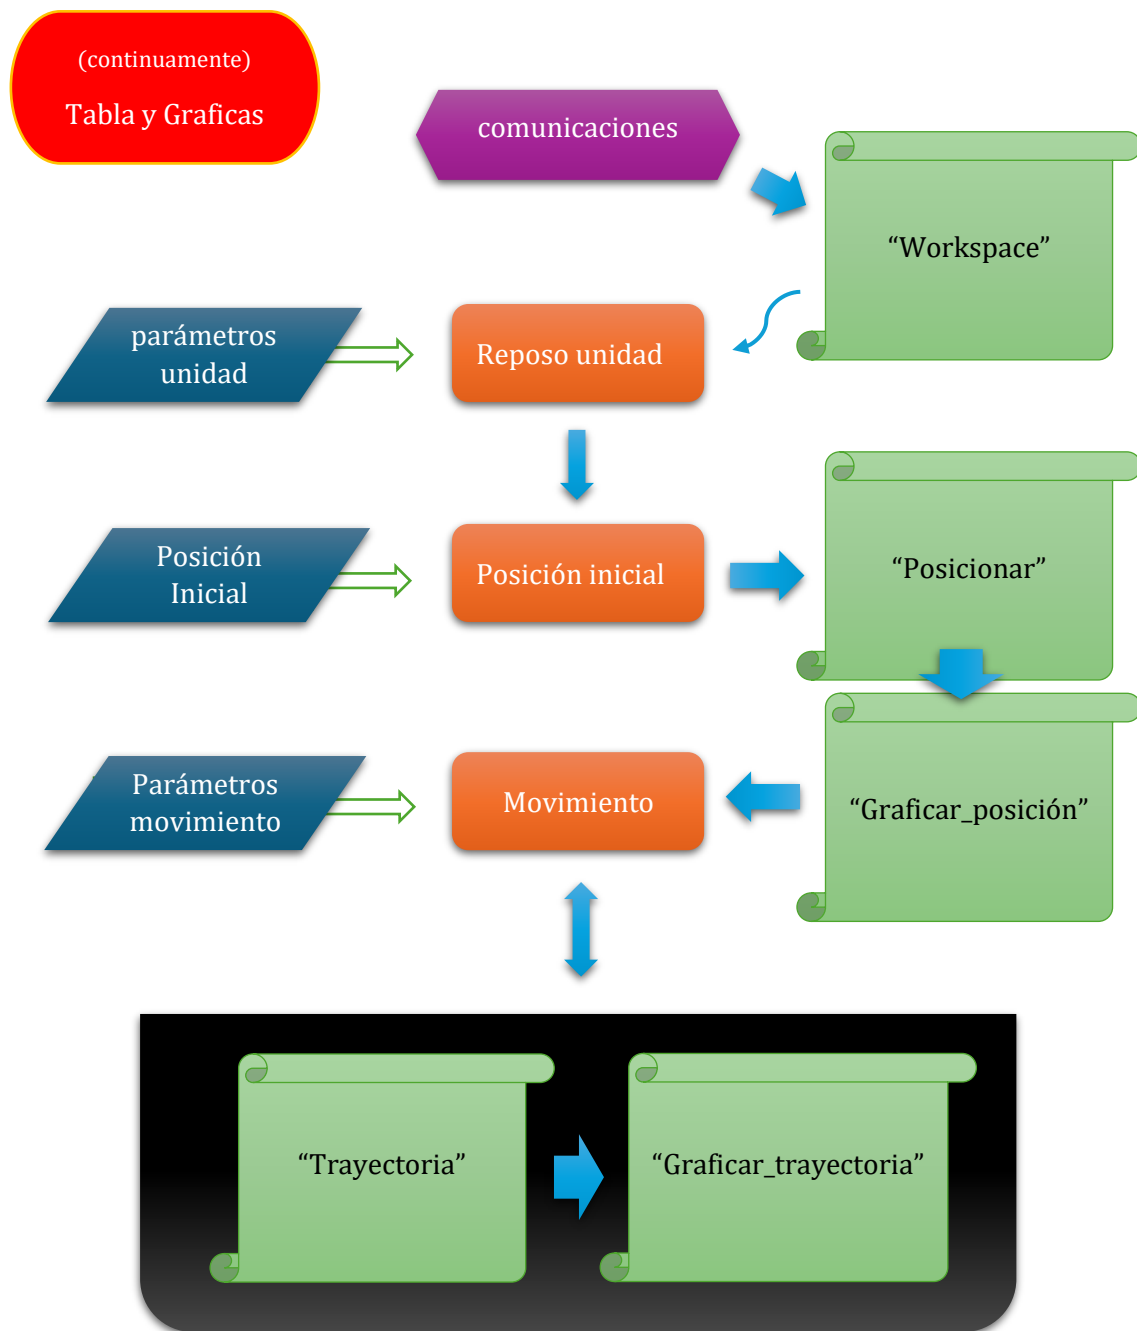 (continuamente)
Tabla y Graficas
comunicaciones
“Workspace”
parámetros
unidad
Reposo unidad
Posición
Inicial
Posición inicial
“Posicionar”
Parámetros
movimiento
Movimiento
“Graficar_posición”
“Trayectoria”
“Graficar_trayectoria”